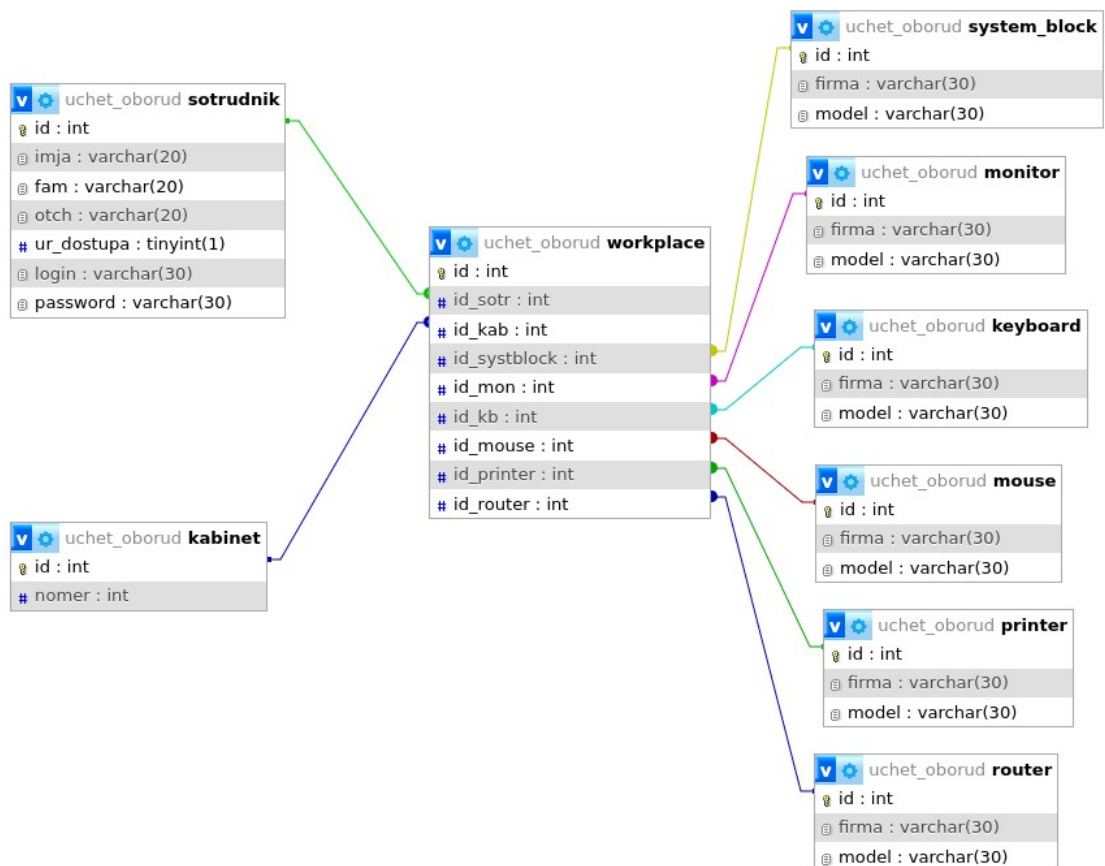 uchet_oborud sotrudnik
id : int
imja : varchar(20)
fam : varchar(20)
otch : varchar(20)
# ur_dostupa : tinyint(1)
login : varchar(30)
password : varchar(30)
uchet_oborud kabinet
id : int
# nomer : int
uchet_oborud workplace
id : int
# id_sotr : int
# id_kab : int
# id_systblock : int
# id_mon : int
# id_kb : int
# id_mouse : int
# id_printer : int
# id_router : int
uchet_oborud system_block
id : int
firma : varchar(30)
model : varchar(30)
uchet_oborud monitor
id : int
firma : varchar(30)
model : varchar(30)
uchet_oborud keyboard
id : int
firma : varchar(30)
model : varchar(30)
uchet_oborud mouse
id : int
firma : varchar(30)
model : varchar(30)
uchet_oborud printer
id : int
firma : varchar(30)
model : varchar(30)
uchet_oborud router
id : int
firma : varchar(30)
model : varchar(30)